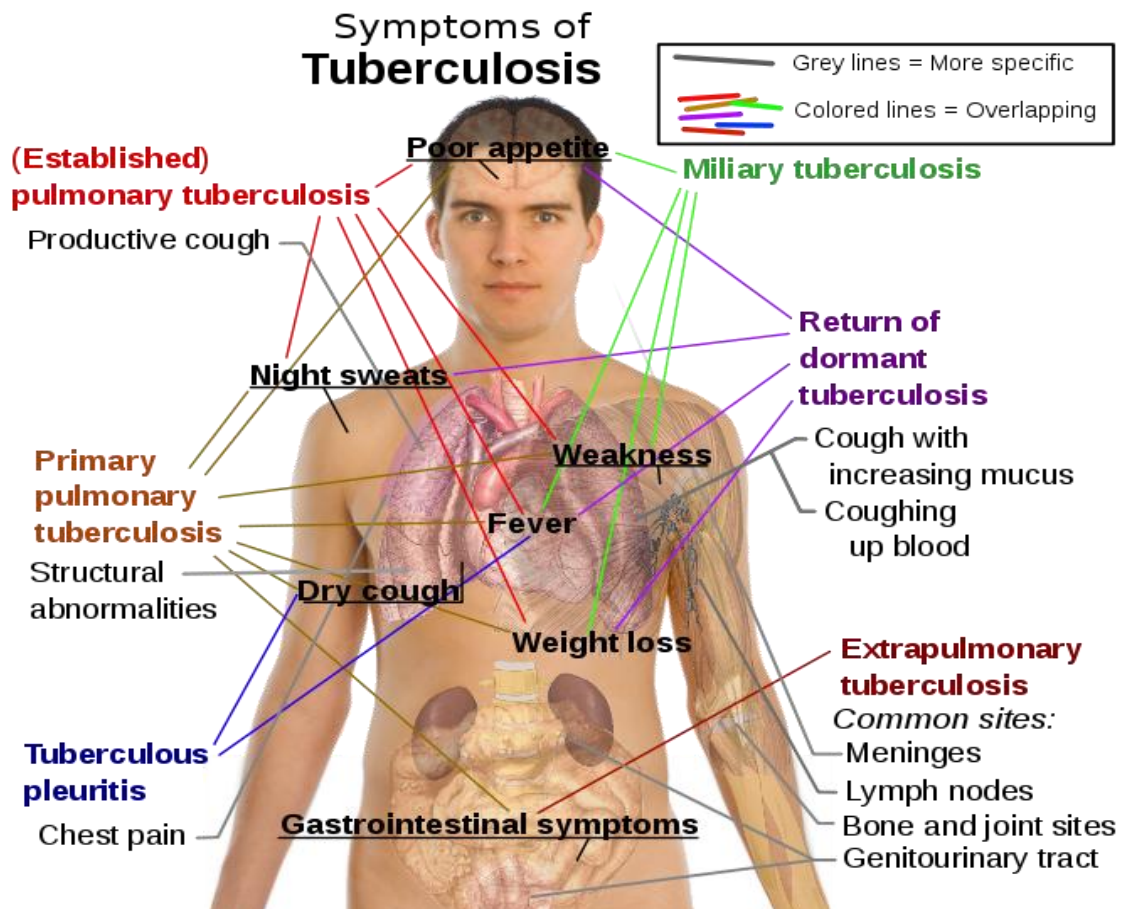 Symptoms of
Tuberculosis
Grey lines = More specific
Colored lines = Overlapping
Poor appetite
(Established)
pulmonary tuberculosis
Productive cough
Miliary tuberculosis
Night sweats
Return of
dormant
tuberculosis
Cough with
increasing mucus
Coughing
up blood
Primary
pulmonary
tuberculosis
Structural
abnormalities
Weakness
Fever
Dry cough
Weight loss
Extrapulmonary
tuberculosis
Common sites:
Meninges
Lymph nodes
Bone and joint sites
Genitourinary tract
Tuberculous
pleuritis
Chest pain
Gastrointestinal symptoms